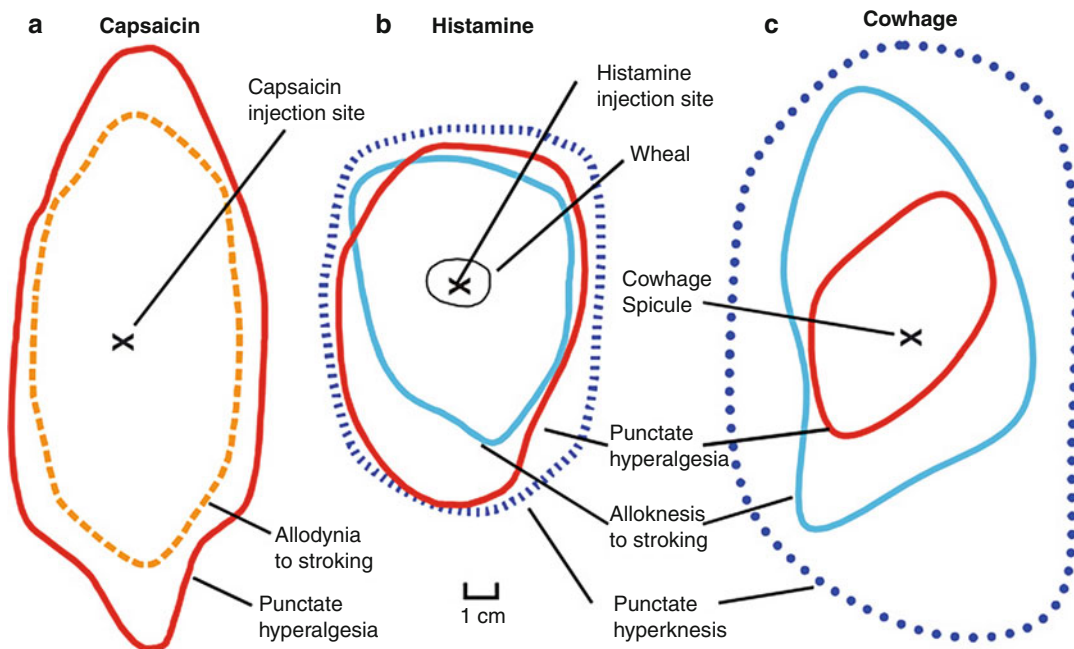 a
Capsaicin
b
Histamine
c
Cowhage
Capsaicin
injection site
X
Allodynia
to stroking
Punctate
hyperalgesia
Histamine
injection site
Wheal
X
Cowhage
Spicule
X
Punctate
hyperalgesia
Alloknesis
to stroking
Punctate
hyperknesis
1 cm